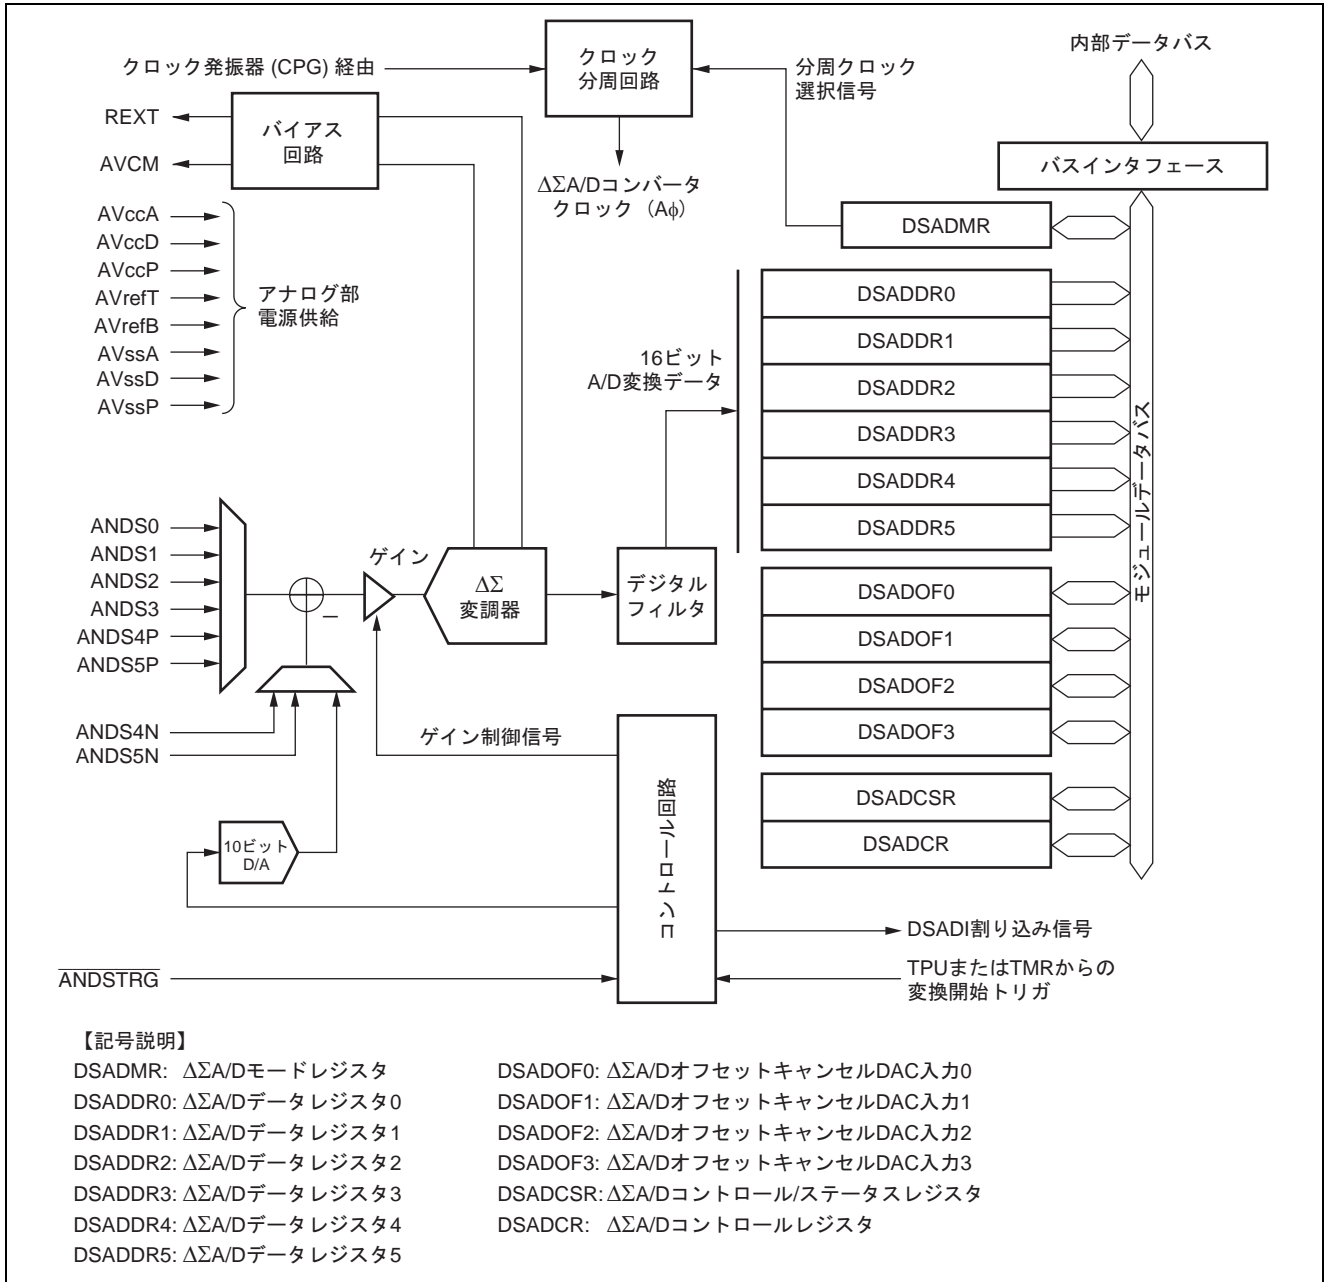 クロック発振器 (CPG) 経由
クロック
分周回路
分周クロック
選択信号
内部データバス
REXT
AVCM
バイアス
回路
ΔΣA/Dコンバータ
クロック（Aφ）
バスインタフェース
AVccA
AVccD
AVccP
AVrefT
AVrefB
AVssA
AVssD
AVssP
アナログ部
電源供給
DSADMR
16ビット
A/D変換データ
DSADDR0
DSADDR1
DSADDR2
DSADDR3
DSADDR4
DSADDR5
モジュールデータバス
ANDS0
ANDS1
ANDS2
ANDS3
ANDS4P
ANDS5P
ゲイン
−
ΔΣ
変調器
デジタル
フィルタ
DSADOF0
DSADOF1
DSADOF2
DSADOF3
ANDS4N
ANDS5N
ゲイン制御信号
コントロール回路
DSADCSR
DSADCR
10ビット
D/A
DSADI割り込み信号
ANDSTRG
TPUまたはTMRからの
変換開始トリガ
【記号説明】
DSADMR: ΔΣA/Dモードレジスタ
DSADDR0: ΔΣA/Dデータレジスタ0
DSADDR1: ΔΣA/Dデータレジスタ1
DSADDR2: ΔΣA/Dデータレジスタ2
DSADDR3: ΔΣA/Dデータレジスタ3
DSADDR4: ΔΣA/Dデータレジスタ4
DSADDR5: ΔΣA/Dデータレジスタ5
DSADOF0: ΔΣA/DオフセットキャンセルDAC入力0
DSADOF1: ΔΣA/DオフセットキャンセルDAC入力1
DSADOF2: ΔΣA/DオフセットキャンセルDAC入力2
DSADOF3: ΔΣA/DオフセットキャンセルDAC入力3
DSADCSR: ΔΣA/Dコントロール/ステータスレジスタ
DSADCR: ΔΣA/Dコントロールレジスタ